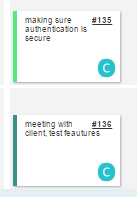 making sure #135
authentication is
secure
C
meeting with #136
client, test feautures
C